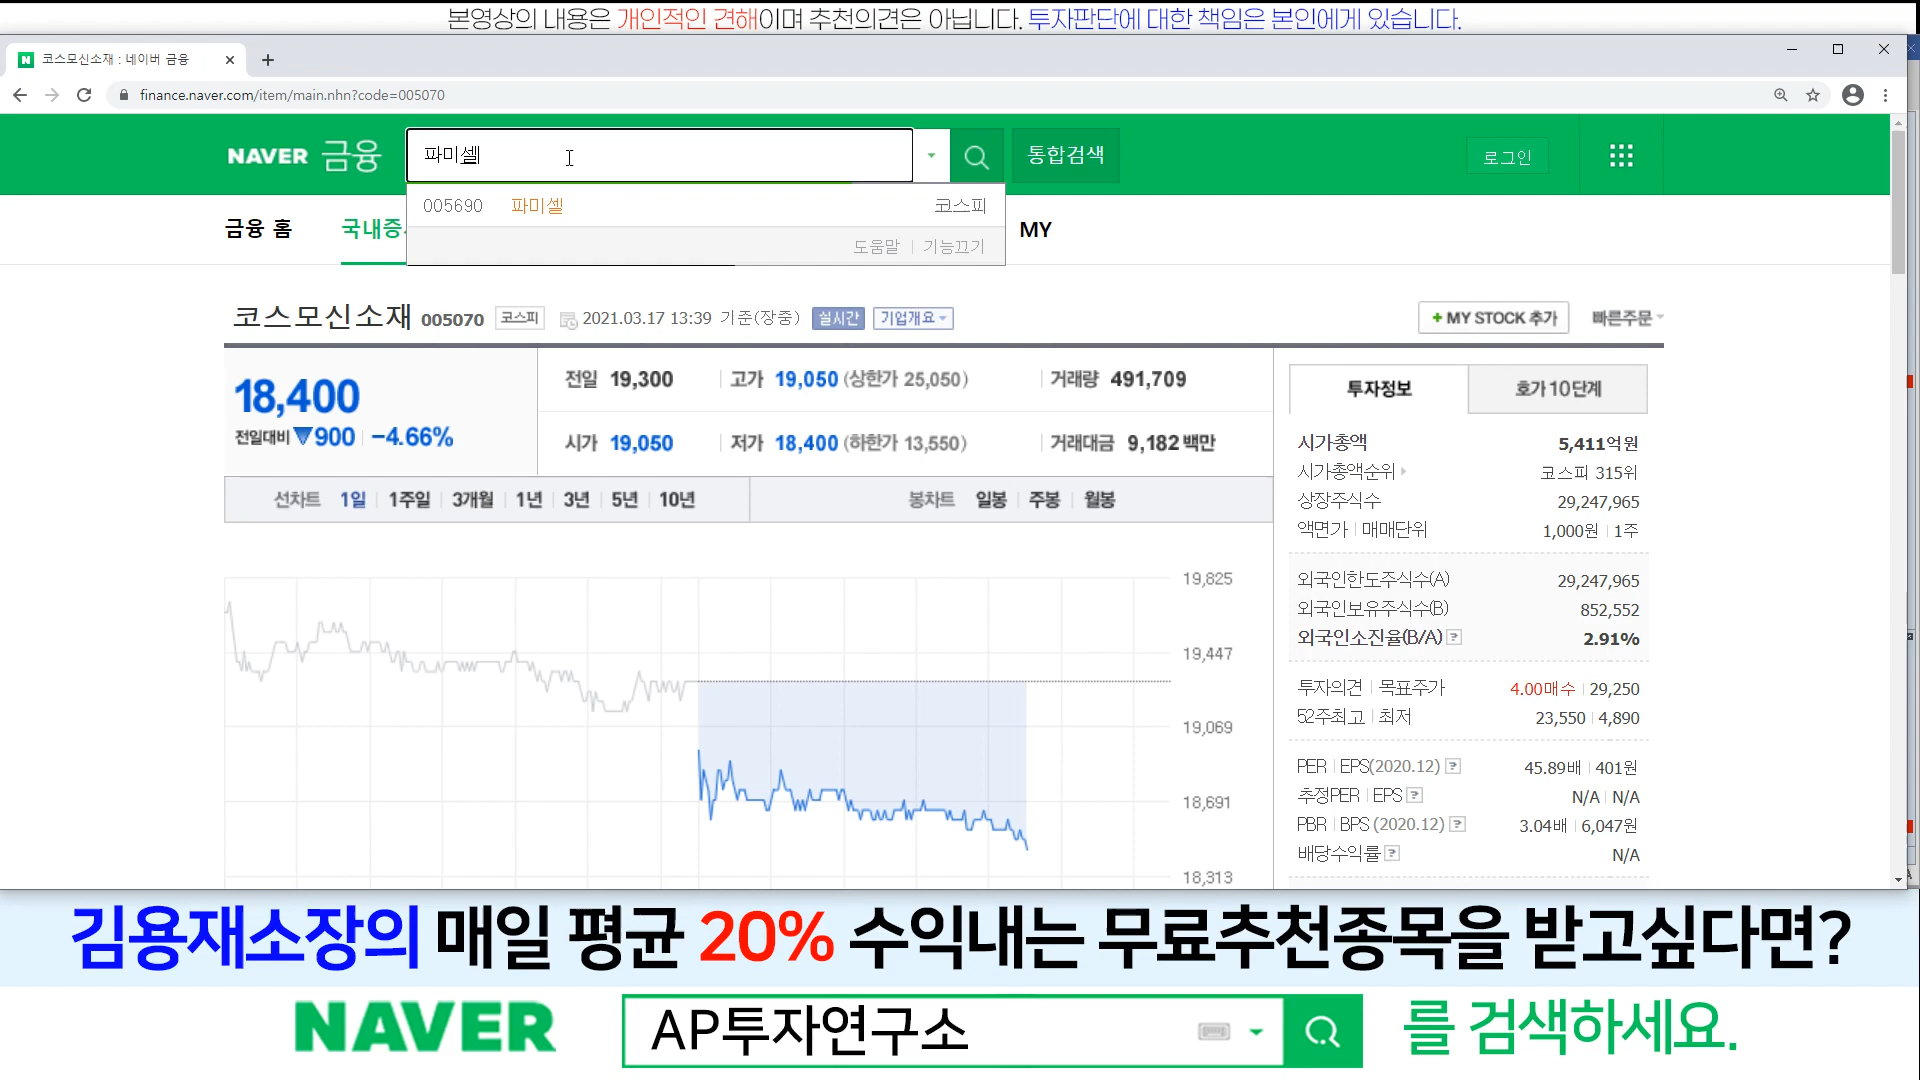 본영상의 내용은 개인적인 견해이며 추천의견은 아닙니다. 투자판단에 대한 책임은 본인에게 있습니다.
코스모신소재 : 네이버 금융
finance.naver.com/item/main.nhn?code=005070
NAVER 금융 파미셀 통합검색 로그인
005690 파미셀 코스피
도움말 | 기능끄기
금융 홈 국내증 MY
코스모신소재 005070 코스피 2021.03.17 13:39 기준(장중) 실시간 기업개요 + MY STOCK 추가 빠른주문
18,400
전일대비 ▼900 | -4.66%
전일 19,300 | 고가 19,050 (상한가 25,050) | 거래량 491,709
시가 19,050 | 저가 18,400 (하한가 13,550) | 거래대금 9,182 백만
선차트 1일 | 1주일 | 3개월 | 1년 | 3년 | 5년 | 10년 봉차트 일봉 | 주봉 | 월봉
19,825
19,447
19,069
18,691
18,313
투자정보 호가 10단계
시가총액 5,411억원
시가총액순위 코스피 315위
상장주식수 29,247,965
액면가 | 매매단위 1,000원 | 1주
외국인한도주식수(A) 29,247,965
외국인보유주식수(B) 852,552
외국인소진율(B/A) ? 2.91%
투자의견 | 목표주가 4.00매수 | 29,250
52주최고 | 최저 23,550 | 4,890
PER | EPS(2020.12) ? 45.89배 | 401원
추정PER | EPS ? N/A | N/A
PBR | BPS (2020.12) ? 3.04배 | 6,047원
배당수익률 ? N/A
김용재소장의 매일 평균 20% 수익내는 무료추천종목을 받고싶다면?
NAVER AP투자연구소 를 검색하세요.